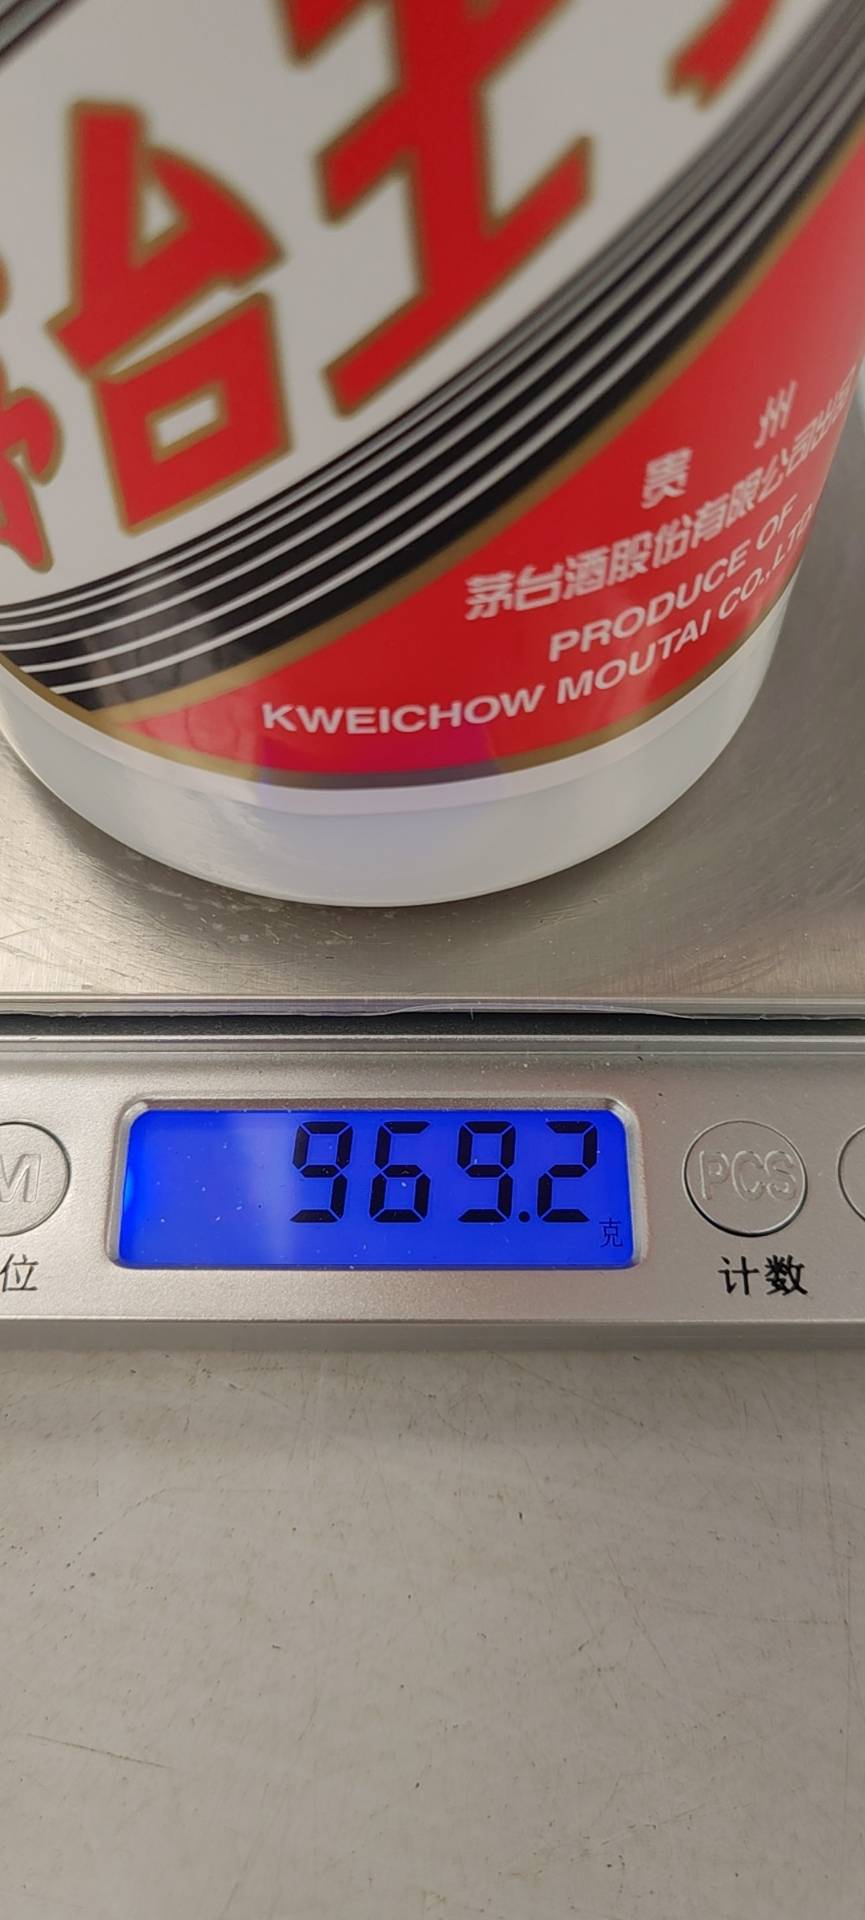 台王
贵州
茅台酒股份有限公司出品
PRODUCE OF
KWEICHOW MOUTAI CO., LTD
969.2
克
M
PCS
位
计数